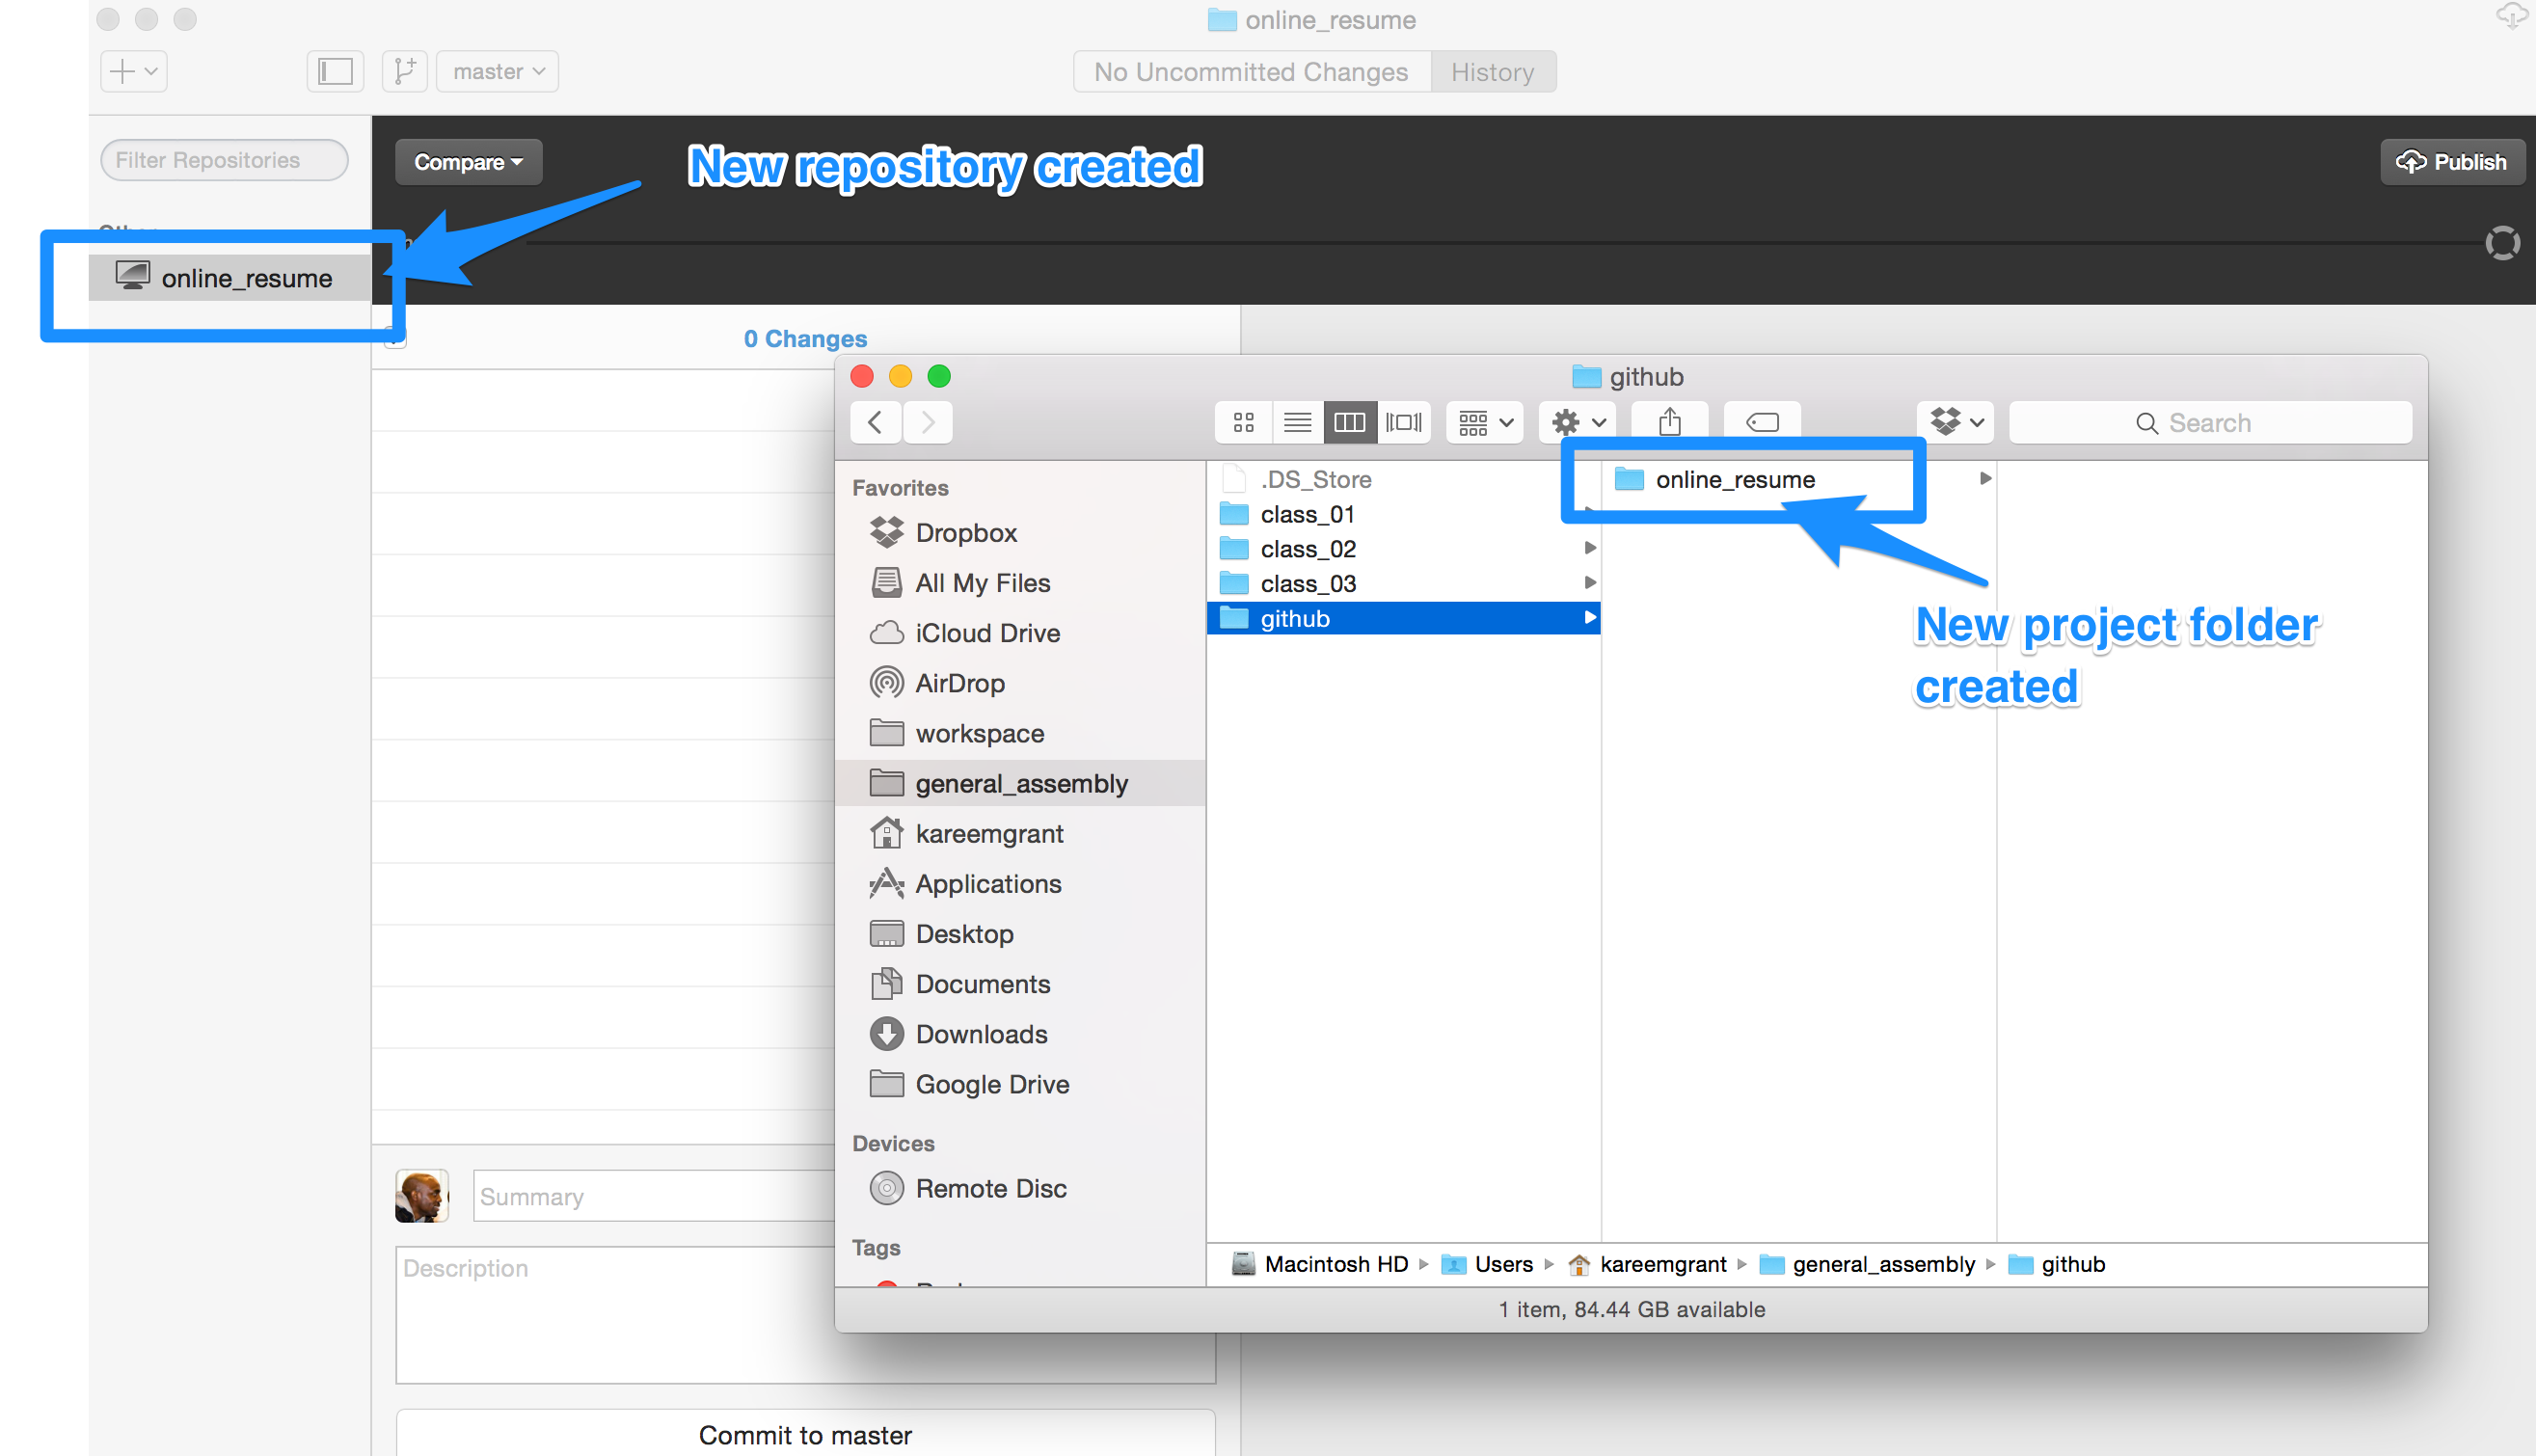 online_resume
master
No Uncommitted Changes
History
Filter Repositories
Compare
New repository created
Publish
online_resume
0 Changes
github
Search
Favorites
Dropbox
All My Files
iCloud Drive
AirDrop
workspace
general_assembly
kareemgrant
Applications
Desktop
Documents
Downloads
Google Drive
Devices
Remote Disc
Tags
.DS_Store
class_01
class_02
class_03
github
online_resume
New project folder
created
Macintosh HD
Users
kareemgrant
general_assembly
github
1 item, 84.44 GB available
Summary
Description
Commit to master